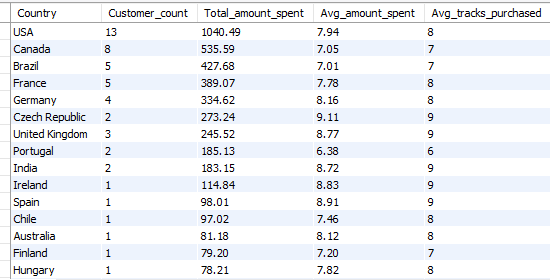 Country Customer_count Total_amount_spent Avg_amount_spent Avg_tracks_purchased
USA 13 1040.49 7.94 8
Canada 8 535.59 7.05 7
Brazil 5 427.68 7.01 7
France 5 389.07 7.78 8
Germany 4 334.62 8.16 8
Czech Republic 2 273.24 9.11 9
United Kingdom 3 245.52 8.77 9
Portugal 2 185.13 6.38 6
India 2 183.15 8.72 9
Ireland 1 114.84 8.83 9
Spain 1 98.01 8.91 9
Chile 1 97.02 7.46 8
Australia 1 81.18 8.12 8
Finland 1 79.20 7.20 7
Hungary 1 78.21 7.82 8